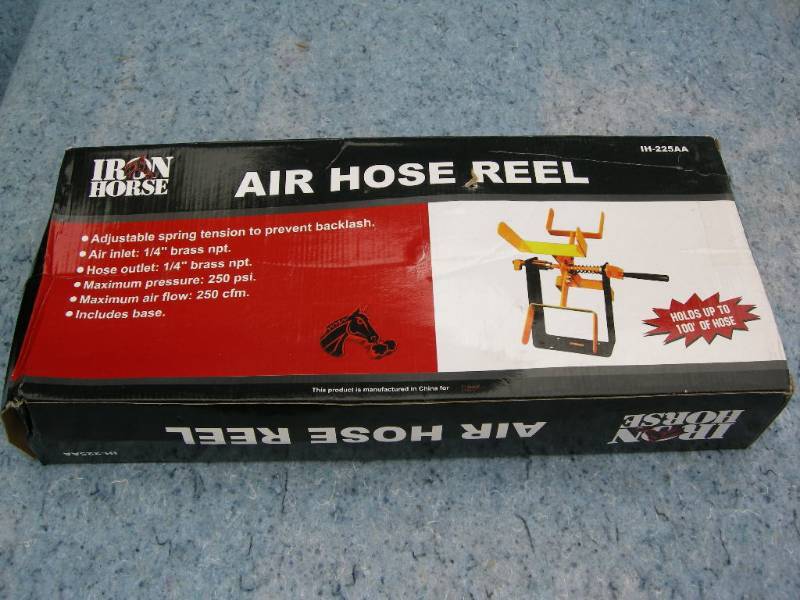 IRON
HORSE
AIR HOSE REEL
IH-225AA
• Adjustable spring tension to prevent backlash.
• Air inlet: 1/4" brass npt.
• Hose outlet: 1/4" brass npt.
• Maximum pressure: 250 psi.
• Maximum air flow: 250 cfm.
• Includes base.
HOLDS UP TO
100' OF HOSE
This product is manufactured in China for
IRON
HORSE
AIR HOSE REEL
IH-225AA